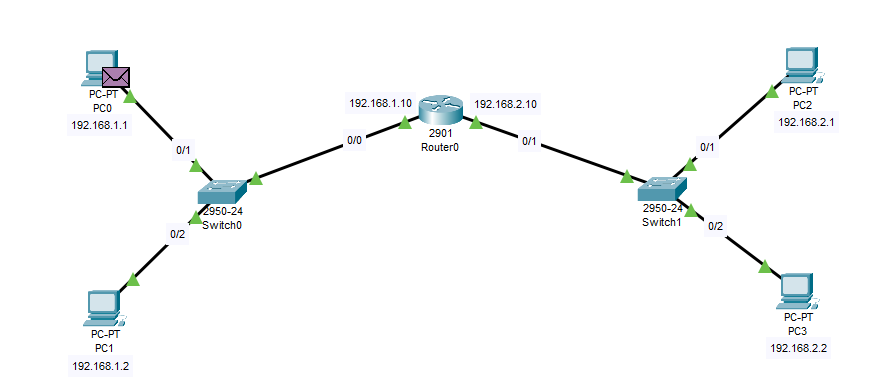 PC-PT
PC0
192.168.1.1
0/1
192.168.1.10
2901
Router0
192.168.2.10
0/0
0/1
PC-PT
PC2
192.168.2.1
0/1
2950-24
Switch0
0/2
2950-24
Switch1
0/2
PC-PT
PC1
192.168.1.2
PC-PT
PC3
192.168.2.2